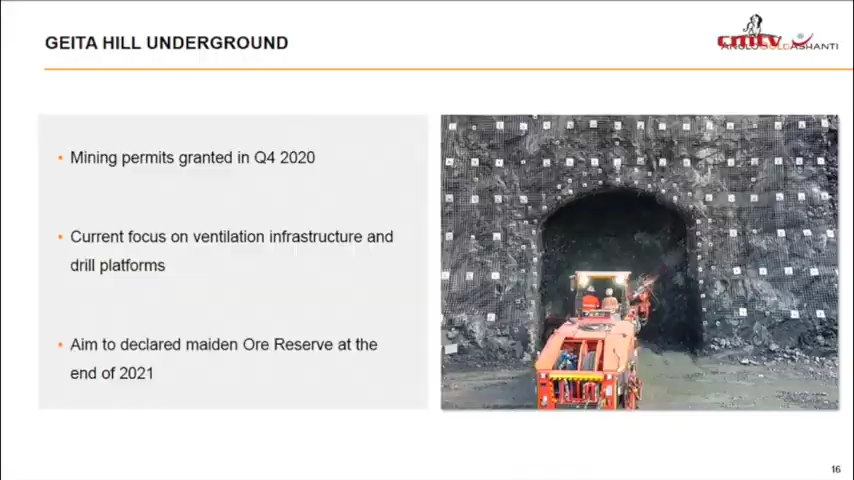 GEITA HILL UNDERGROUND
ANGLOGOLDASHANTI
• Mining permits granted in Q4 2020
• Current focus on ventilation infrastructure and
drill platforms
• Aim to declared maiden Ore Reserve at the
end of 2021
16